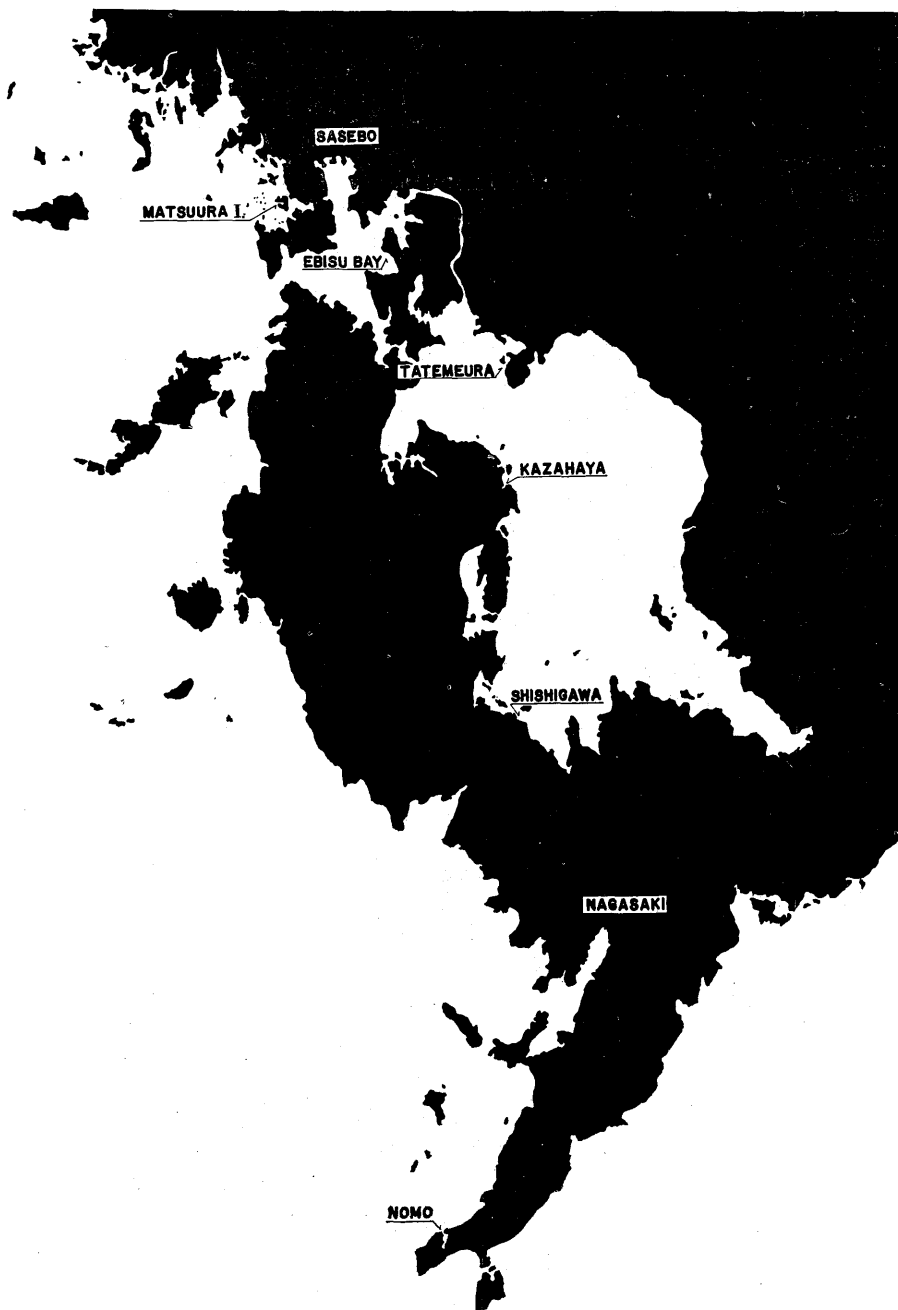 SASEBO
MATSUURA I.
EBISU BAY
TATEMEURA
KAZAHAYA
SHISHIGAWA
NAGASAKI
NOMO